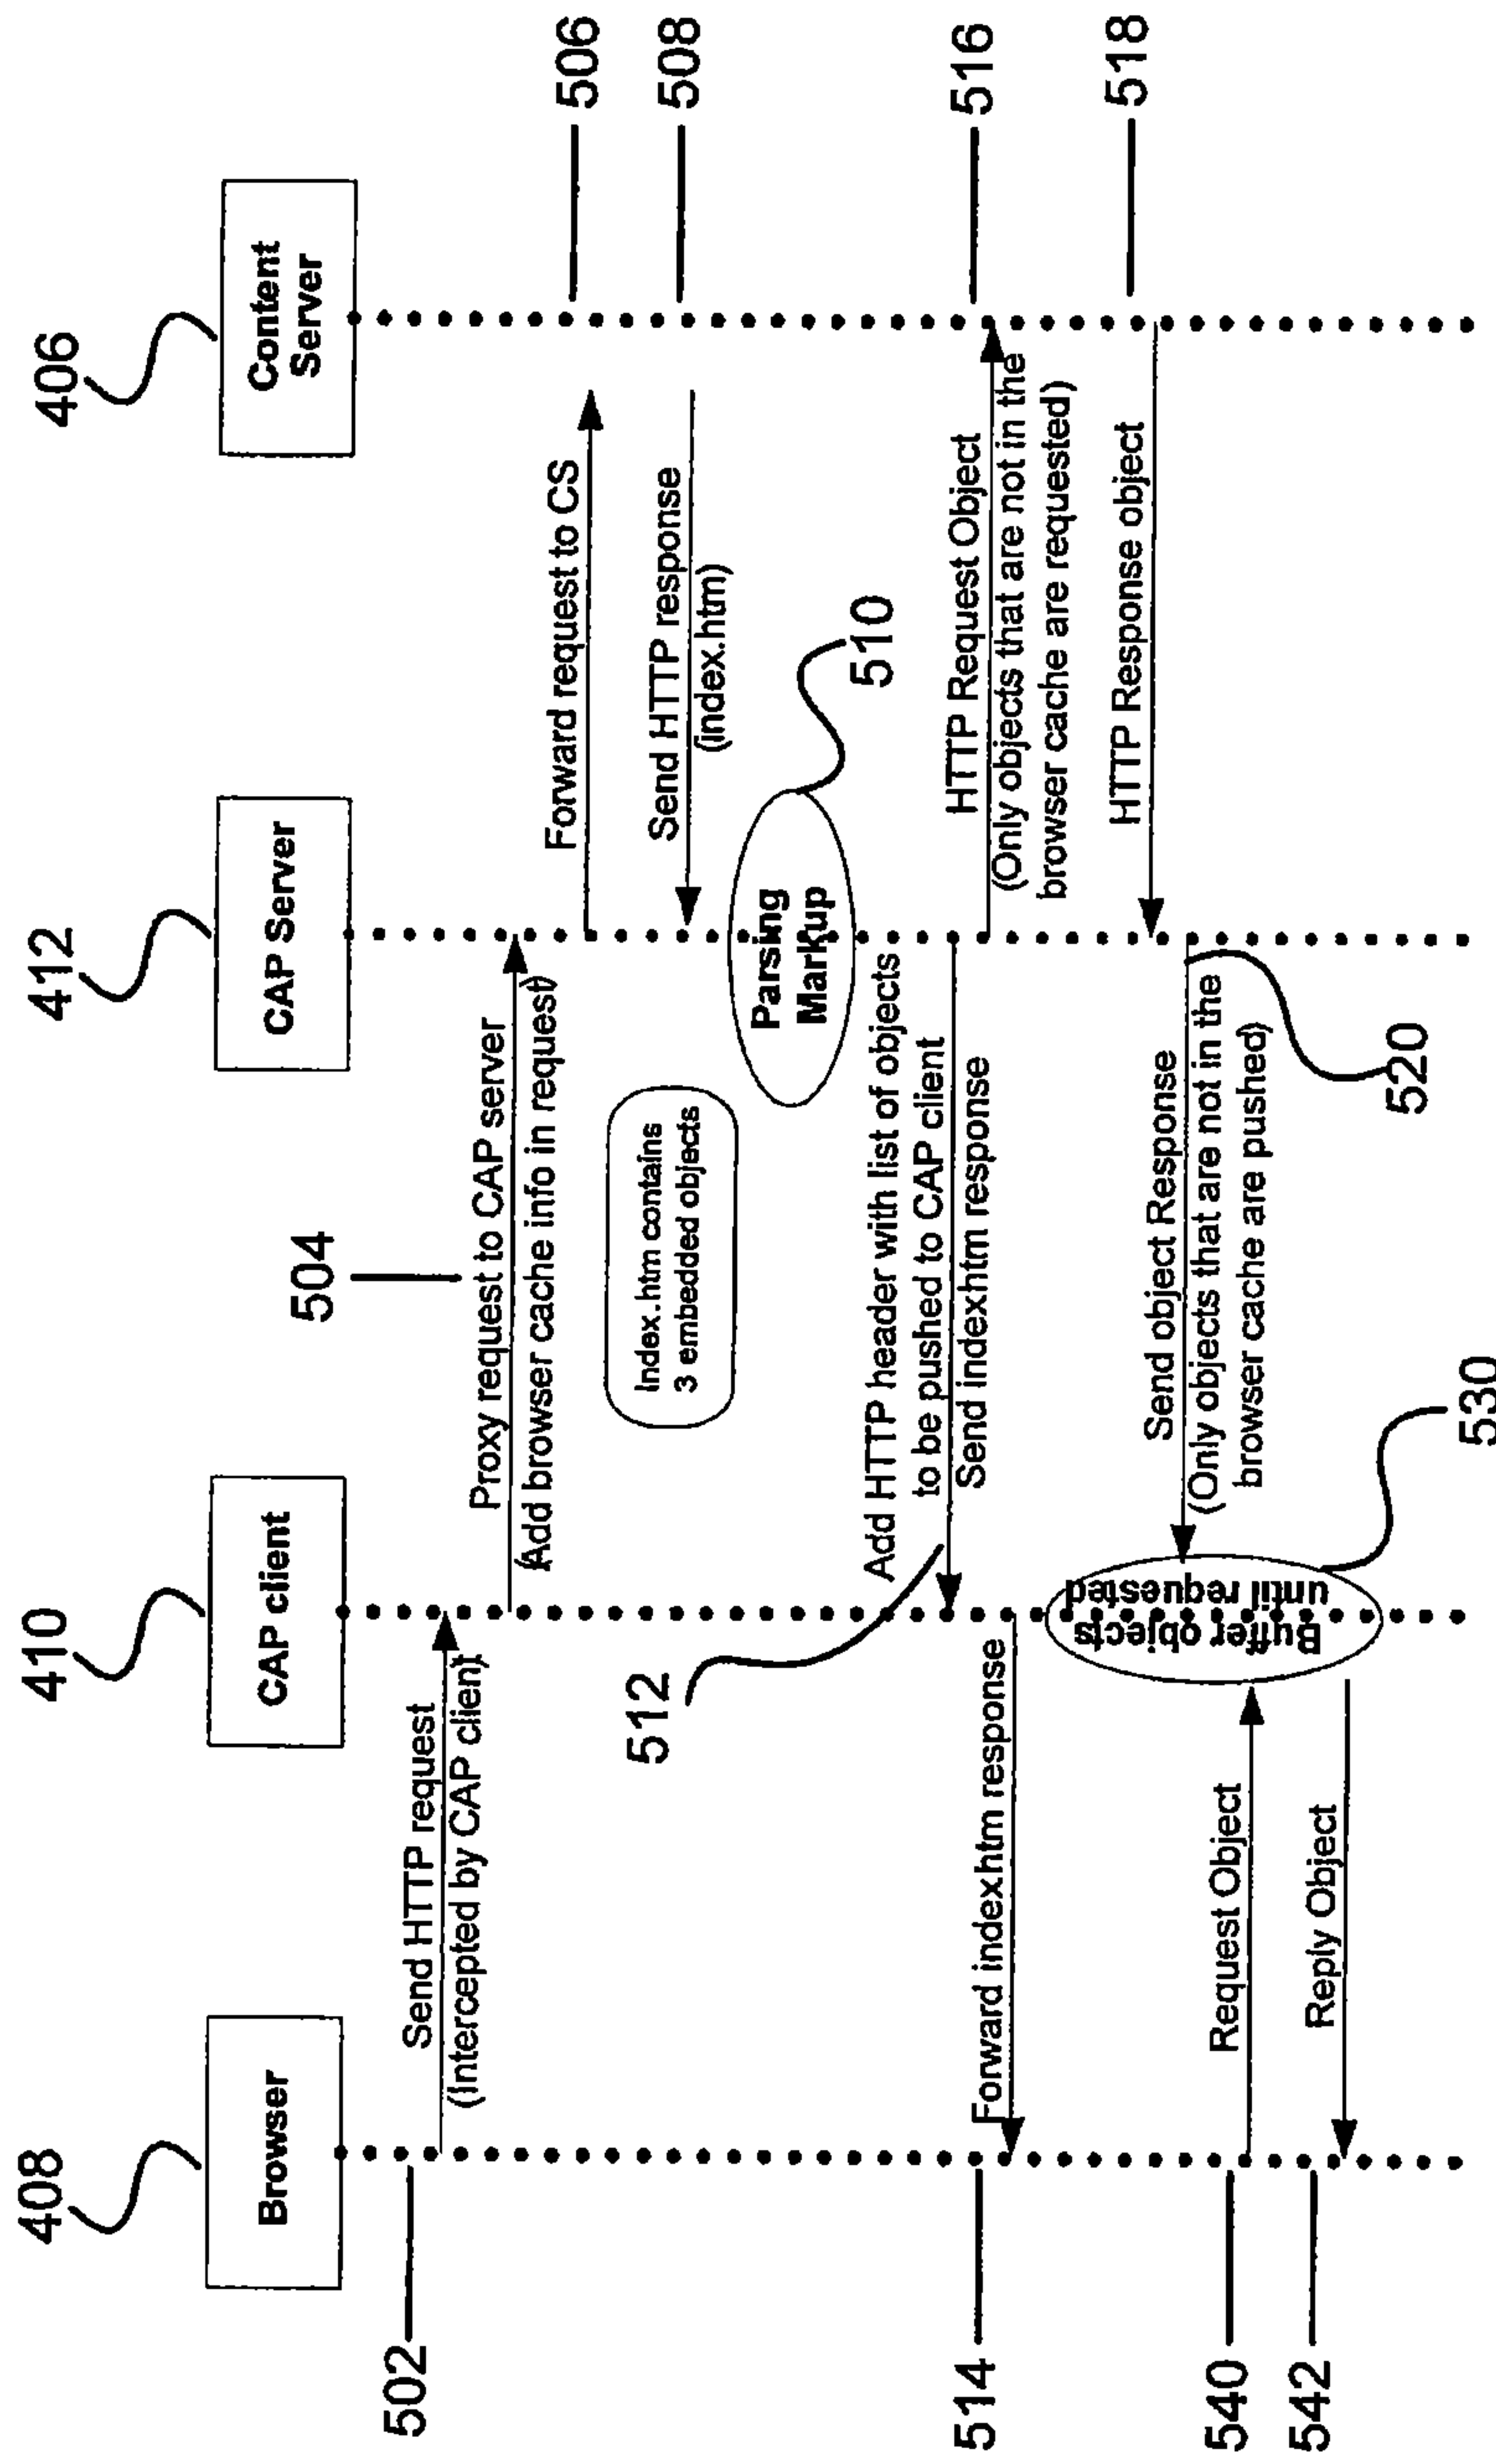 408
410
412
406
Browser
CAP client
CAP Server
Content
Server
502
Send HTTP request
(Intercepted by CAP client)
504
Proxy request to CAP server
(Add browser cache info in request)
Forward request to CS
506
Send HTTP response
(index.htm)
508
Index.htm contains
3 embedded objects
Parsing
Markup
510
512
Add HTTP header with list of objects
to be pushed to CAP client
Send index.htm response
HTTP Request Object
(Only objects that are not in the
browser cache are requested)
516
514
Forward index.htm response
HTTP Response object
518
Send object Response
(Only objects that are not in the
browser cache are pushed)
520
Buffer objects
until requested
530
540
Request Object
542
Reply Object